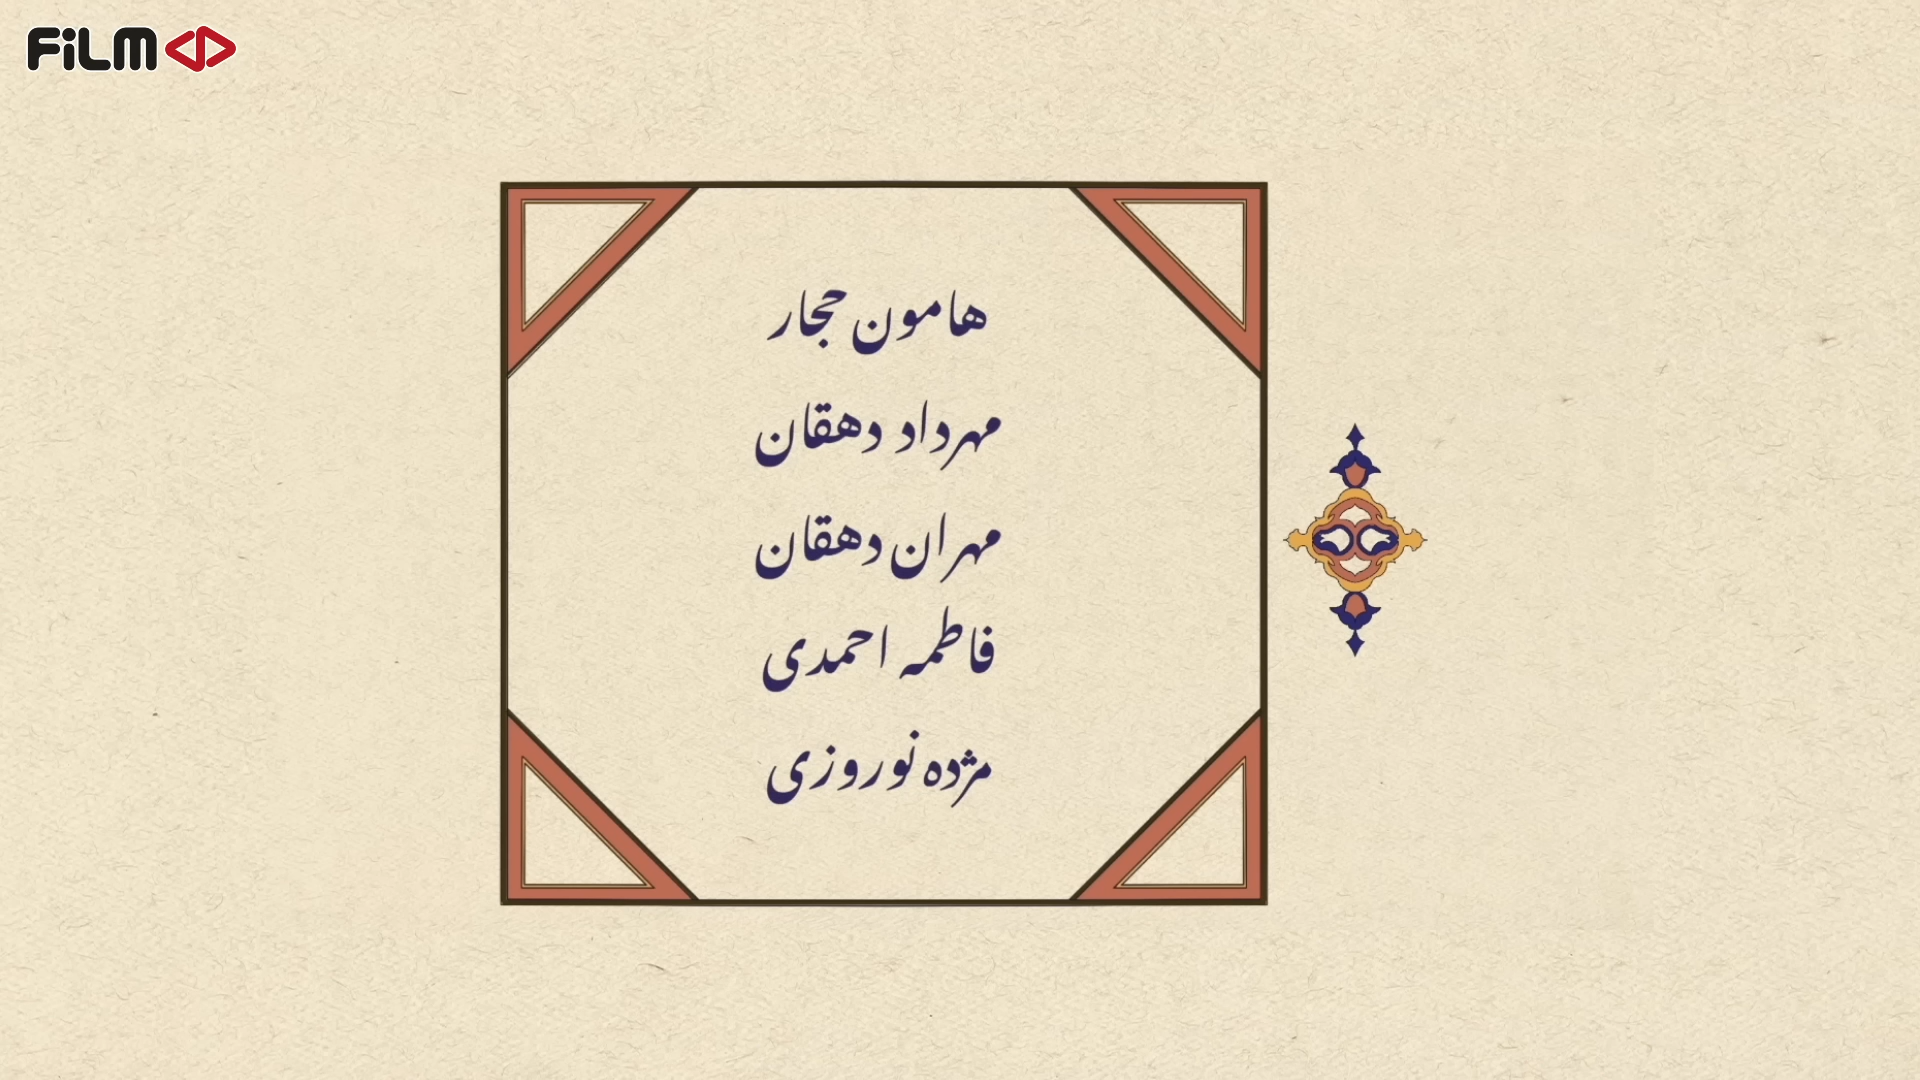 FiLM
هامون حجار
مهرداد دهقان
مهران دهقان
فاطمه احمدی
مژده نوروزی